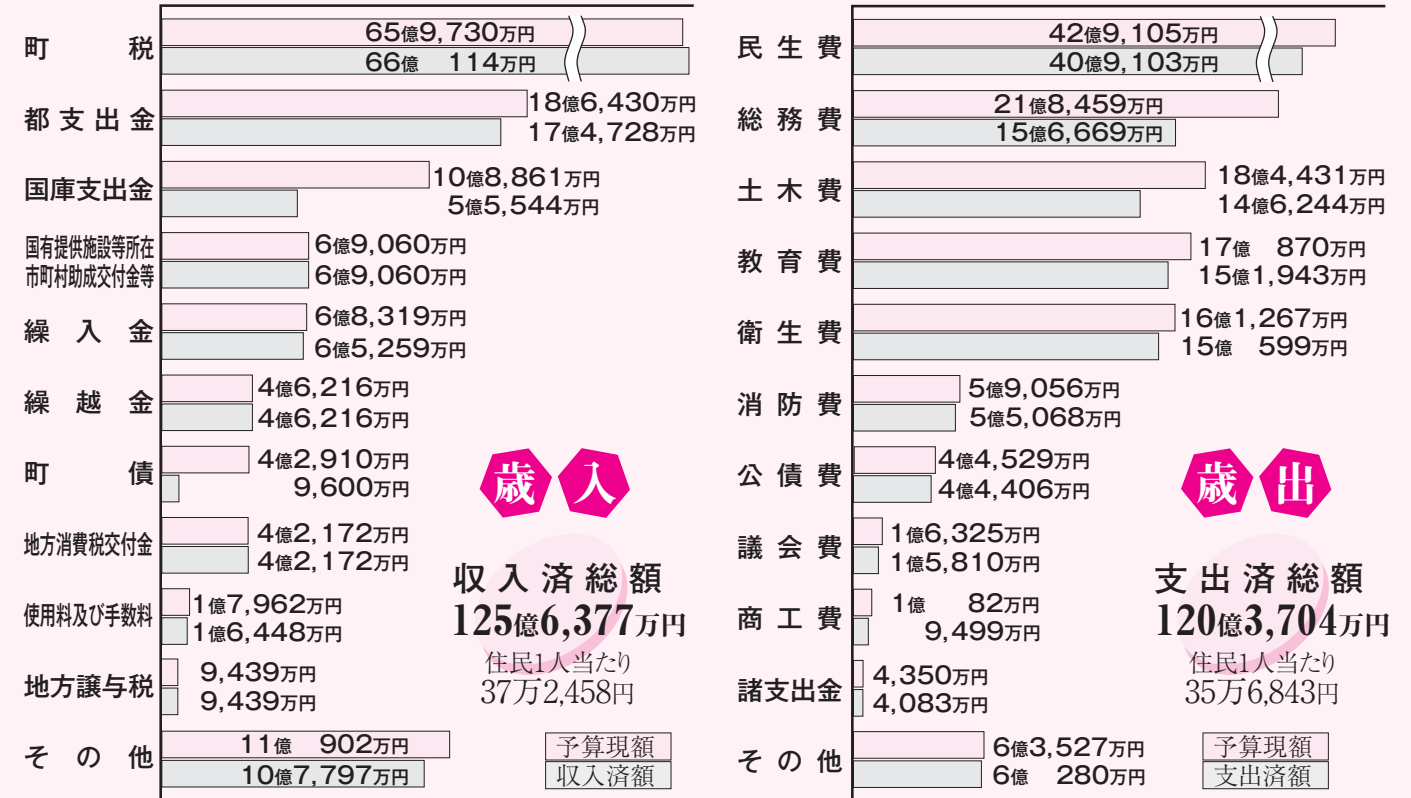 町税
65億9,730万円
66億 114万円
都支出金
18億6,430万円
17億4,728万円
国庫支出金
10億8,861万円
5億5,544万円
国有提供施設等所在
市町村助成交付金等
6億9,060万円
6億9,060万円
繰入金
6億8,319万円
6億5,259万円
繰越金
4億6,216万円
4億6,216万円
町債
4億2,910万円
9,600万円
地方消費税交付金
4億2,172万円
4億2,172万円
使用料及び手数料
1億7,962万円
1億6,448万円
地方譲与税
9,439万円
9,439万円
その他
11億 902万円
10億7,797万円
歳入
収入済総額
125億6,377万円
住民1人当たり
37万2,458円
予算現額
収入済額
民生費
42億9,105万円
40億9,103万円
総務費
21億8,459万円
15億6,669万円
土木費
18億4,431万円
14億6,244万円
教育費
17億 870万円
15億1,943万円
衛生費
16億1,267万円
15億 599万円
消防費
5億9,056万円
5億5,068万円
公債費
4億4,529万円
4億4,406万円
議会費
1億6,325万円
1億5,810万円
商工費
1億 82万円
9,499万円
諸支出金
4,350万円
4,083万円
その他
6億3,527万円
6億 280万円
歳出
支出済総額
120億3,704万円
住民1人当たり
35万6,843円
予算現額
支出済額